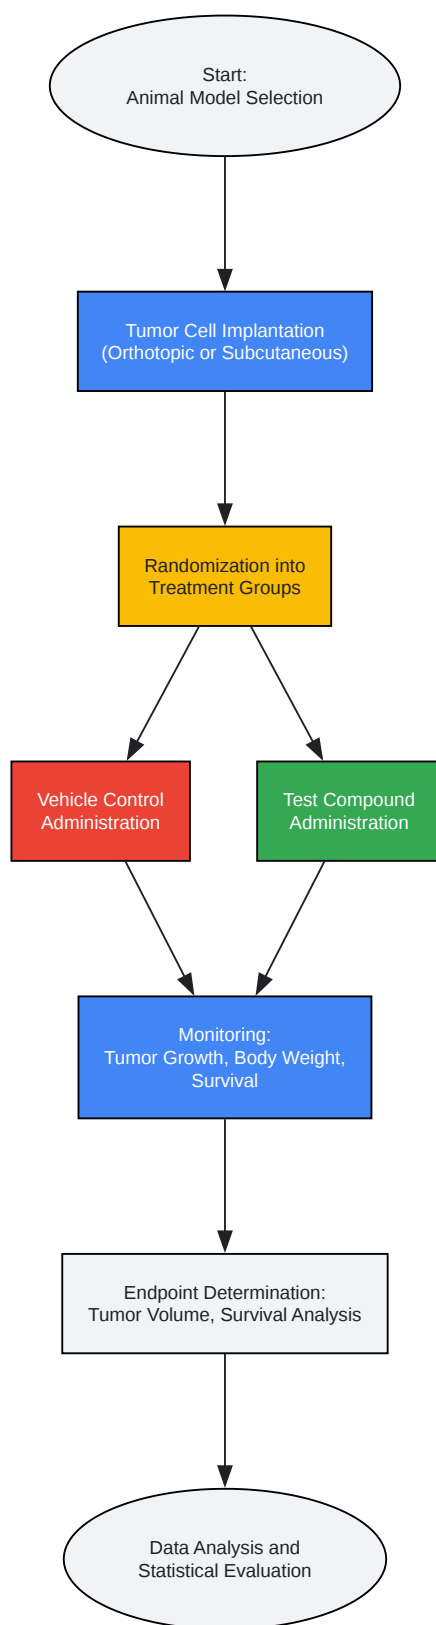 Start:
Animal Model Selection
Tumor Cell Implantation
(Orthotopic or Subcutaneous)
Randomization into
Treatment Groups
Vehicle Control
Administration
Test Compound
Administration
Monitoring:
Tumor Growth, Body Weight,
Survival
Endpoint Determination:
Tumor Volume, Survival Analysis
Data Analysis and
Statistical Evaluation